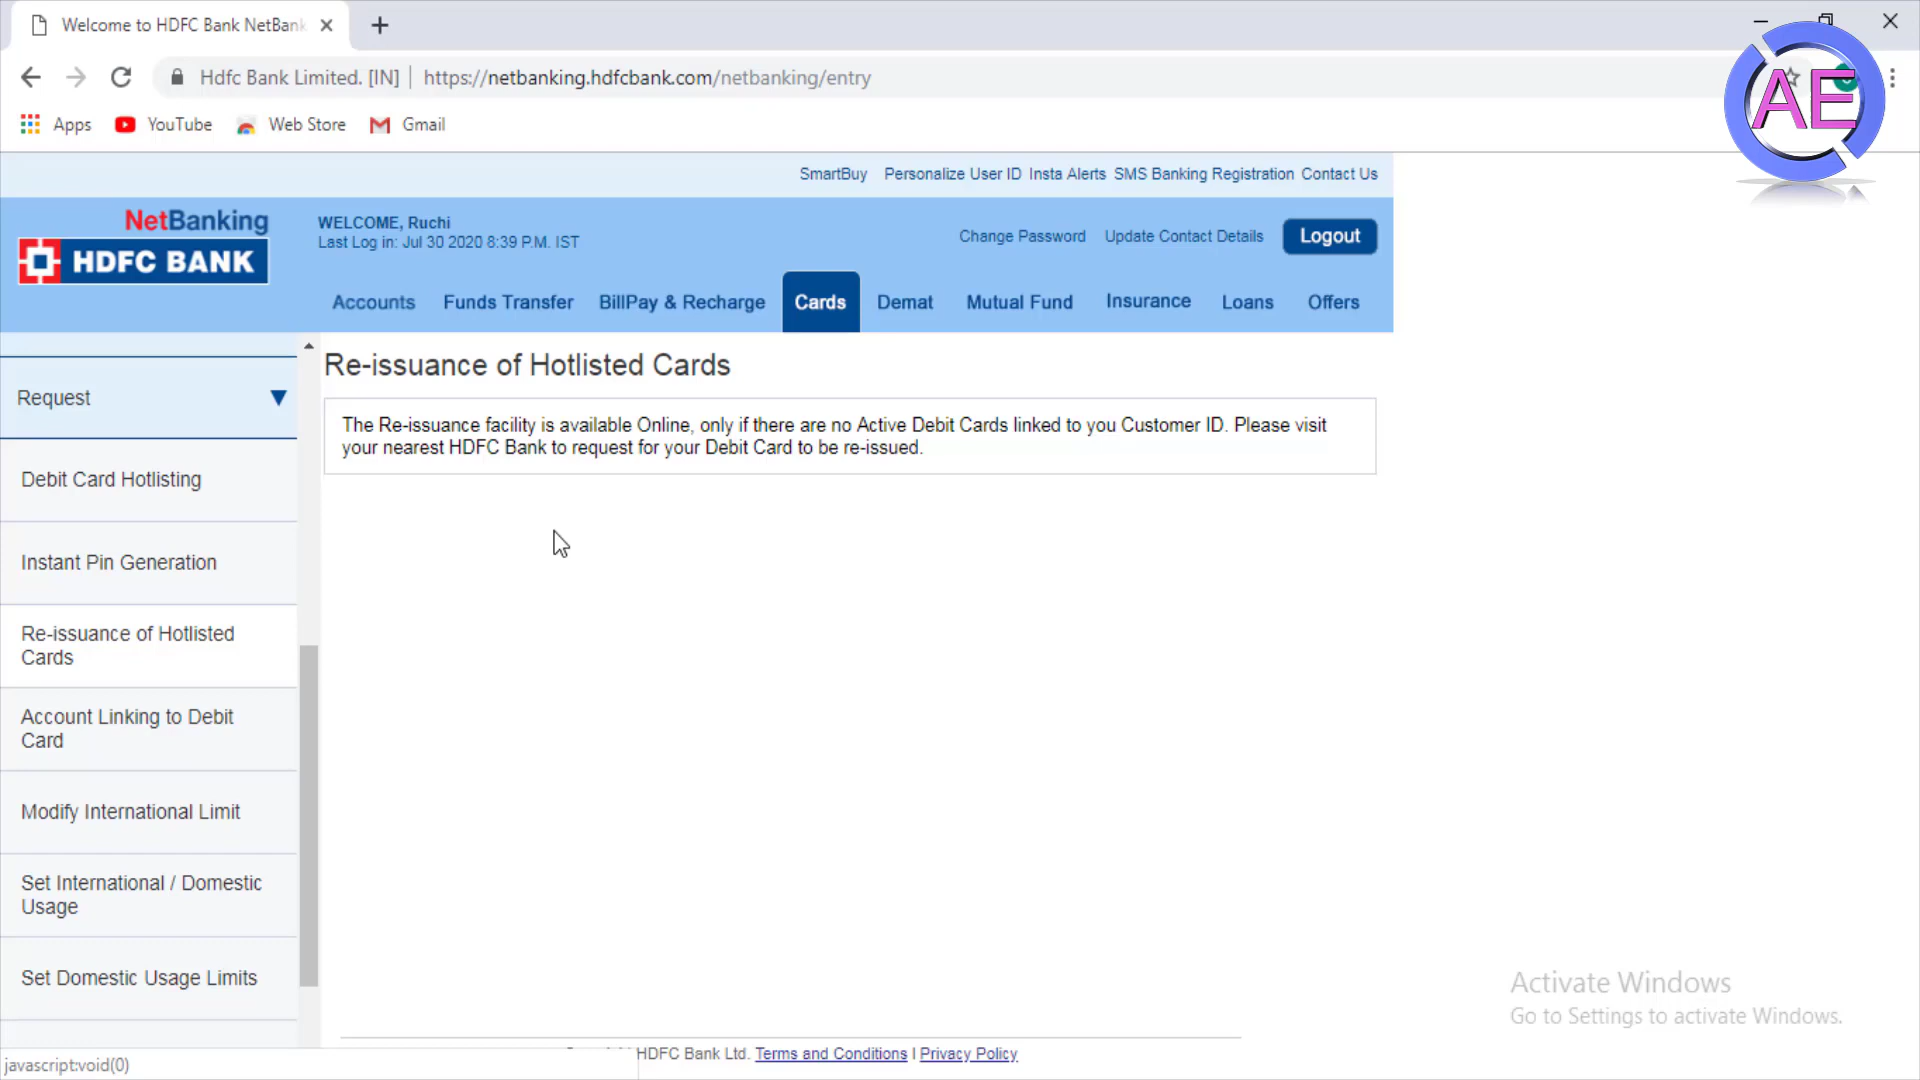 Welcome to HDFC Bank NetBank
Hdfc Bank Limited. [IN] | https://netbanking.hdfcbank.com/netbanking/entry
Apps YouTube Web Store Gmail
AE
SmartBuy Personalize User ID Insta Alerts SMS Banking Registration Contact Us
NetBanking
HDFC BANK
WELCOME, Ruchi
Last Log in: Jul 30 2020 8:39 P.M. IST
Change Password Update Contact Details Logout
Accounts Funds Transfer BillPay & Recharge Cards Demat Mutual Fund Insurance Loans Offers
Request
Debit Card Hotlisting
Instant Pin Generation
Re-issuance of Hotlisted
Cards
Account Linking to Debit
Card
Modify International Limit
Set International / Domestic
Usage
Set Domestic Usage Limits
Re-issuance of Hotlisted Cards
The Re-issuance facility is available Online, only if there are no Active Debit Cards linked to you Customer ID. Please visit
your nearest HDFC Bank to request for your Debit Card to be re-issued.
HDFC Bank Ltd. Terms and Conditions I Privacy Policy
javascript:void(0)
Activate Windows
Go to Settings to activate Windows.